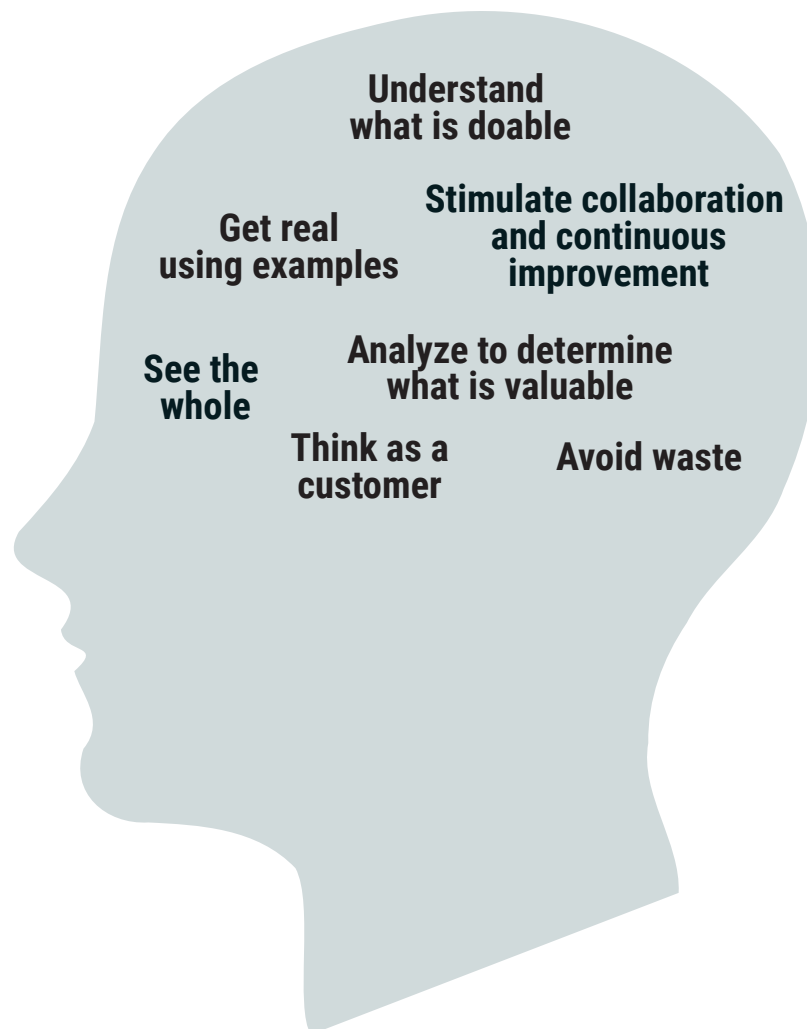 Understand
what is doable
Stimulate collaboration
and continuous
improvement
Get real
using examples
Analyze to determine
what is valuable
See the
whole
Think as a
customer
Avoid waste